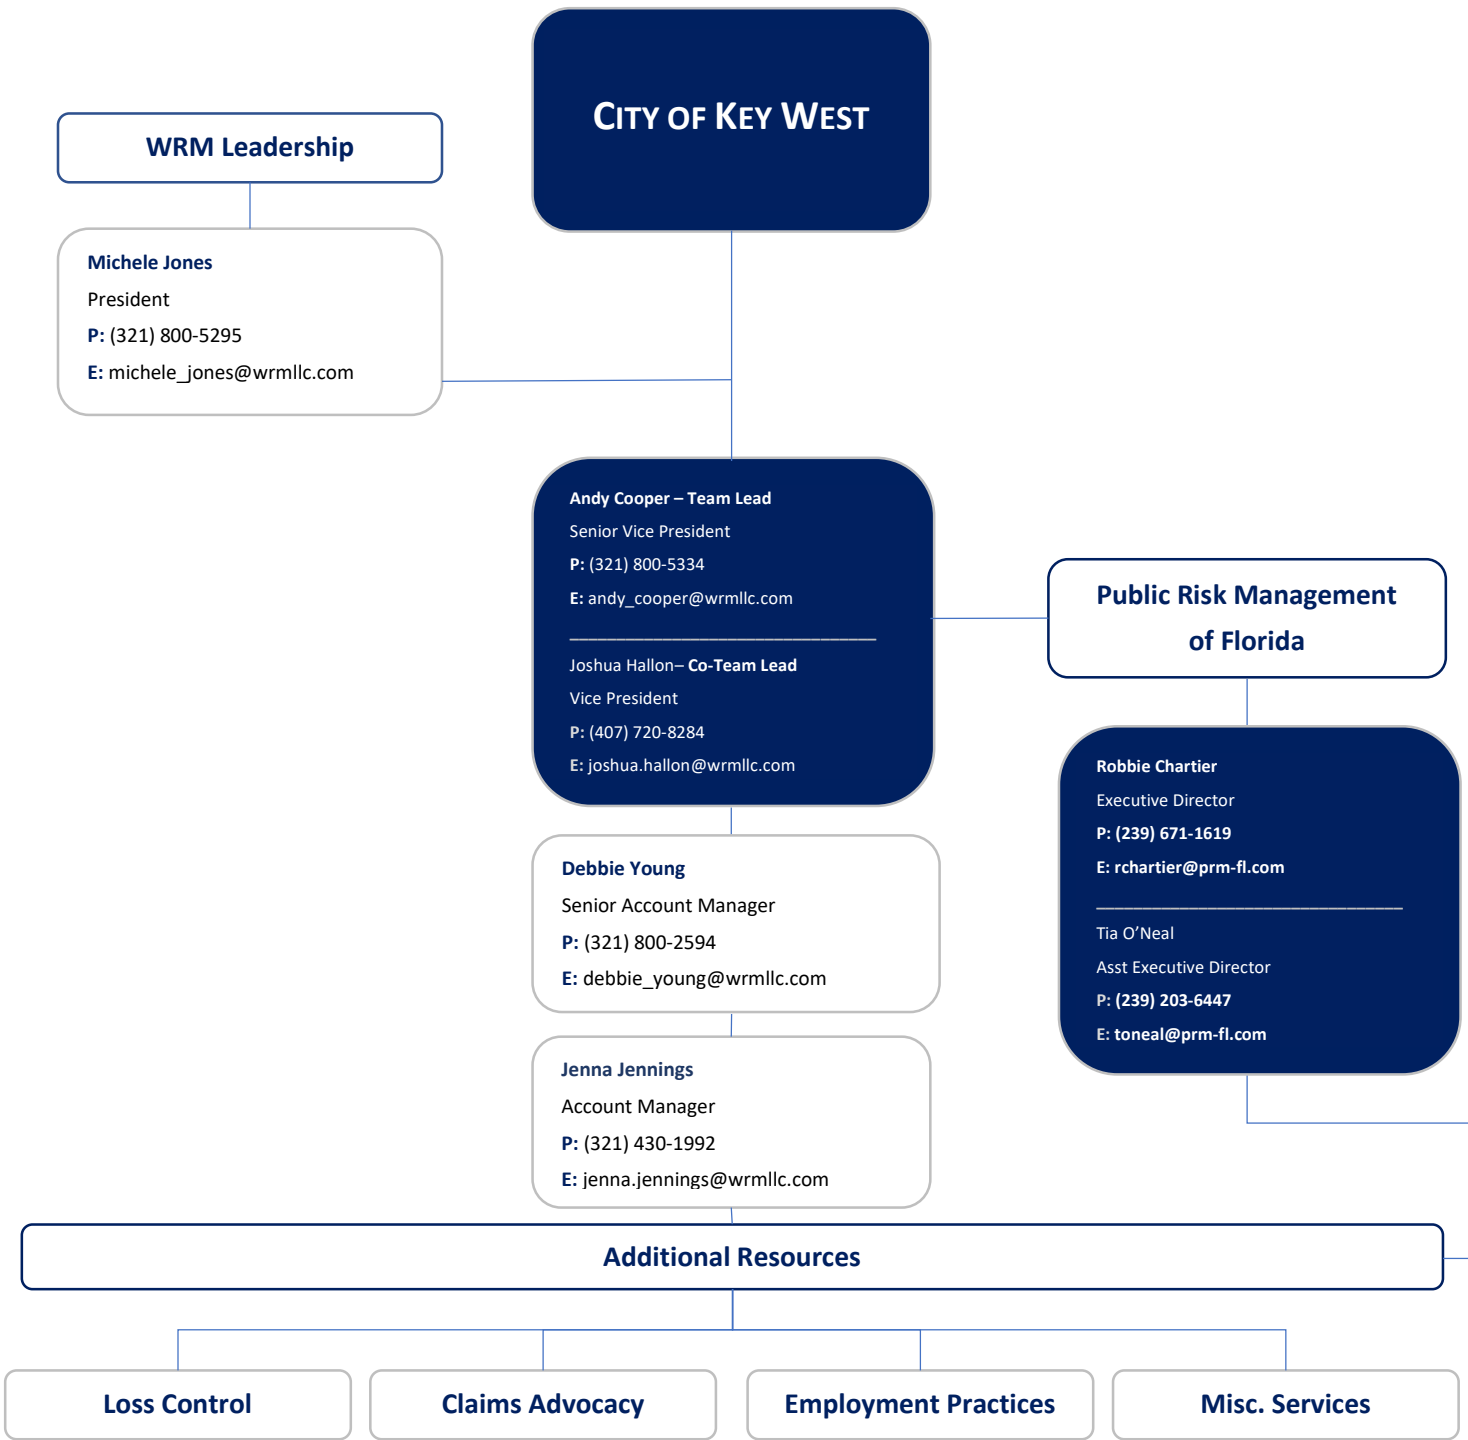 CITY OF KEY WEST
WRM Leadership
Michele Jones
President
P: (321) 800-5295
E: michele_jones@wrmllc.com
Andy Cooper – Team Lead
Senior Vice President
P: (321) 800-5334
E: andy_cooper@wrmllc.com
Joshua Hallon– Co-Team Lead
Vice President
P: (407) 720-8284
E: joshua.hallon@wrmllc.com
Public Risk Management
of Florida
Robbie Chartier
Executive Director
P: (239) 671-1619
E: rchartier@prm-fl.com
Tia O’Neal
Asst Executive Director
P: (239) 203-6447
E: toneal@prm-fl.com
Debbie Young
Senior Account Manager
P: (321) 800-2594
E: debbie_young@wrmllc.com
Jenna Jennings
Account Manager
P: (321) 430-1992
E: jenna.jennings@wrmllc.com
Additional Resources
Loss Control
Claims Advocacy
Employment Practices
Misc. Services